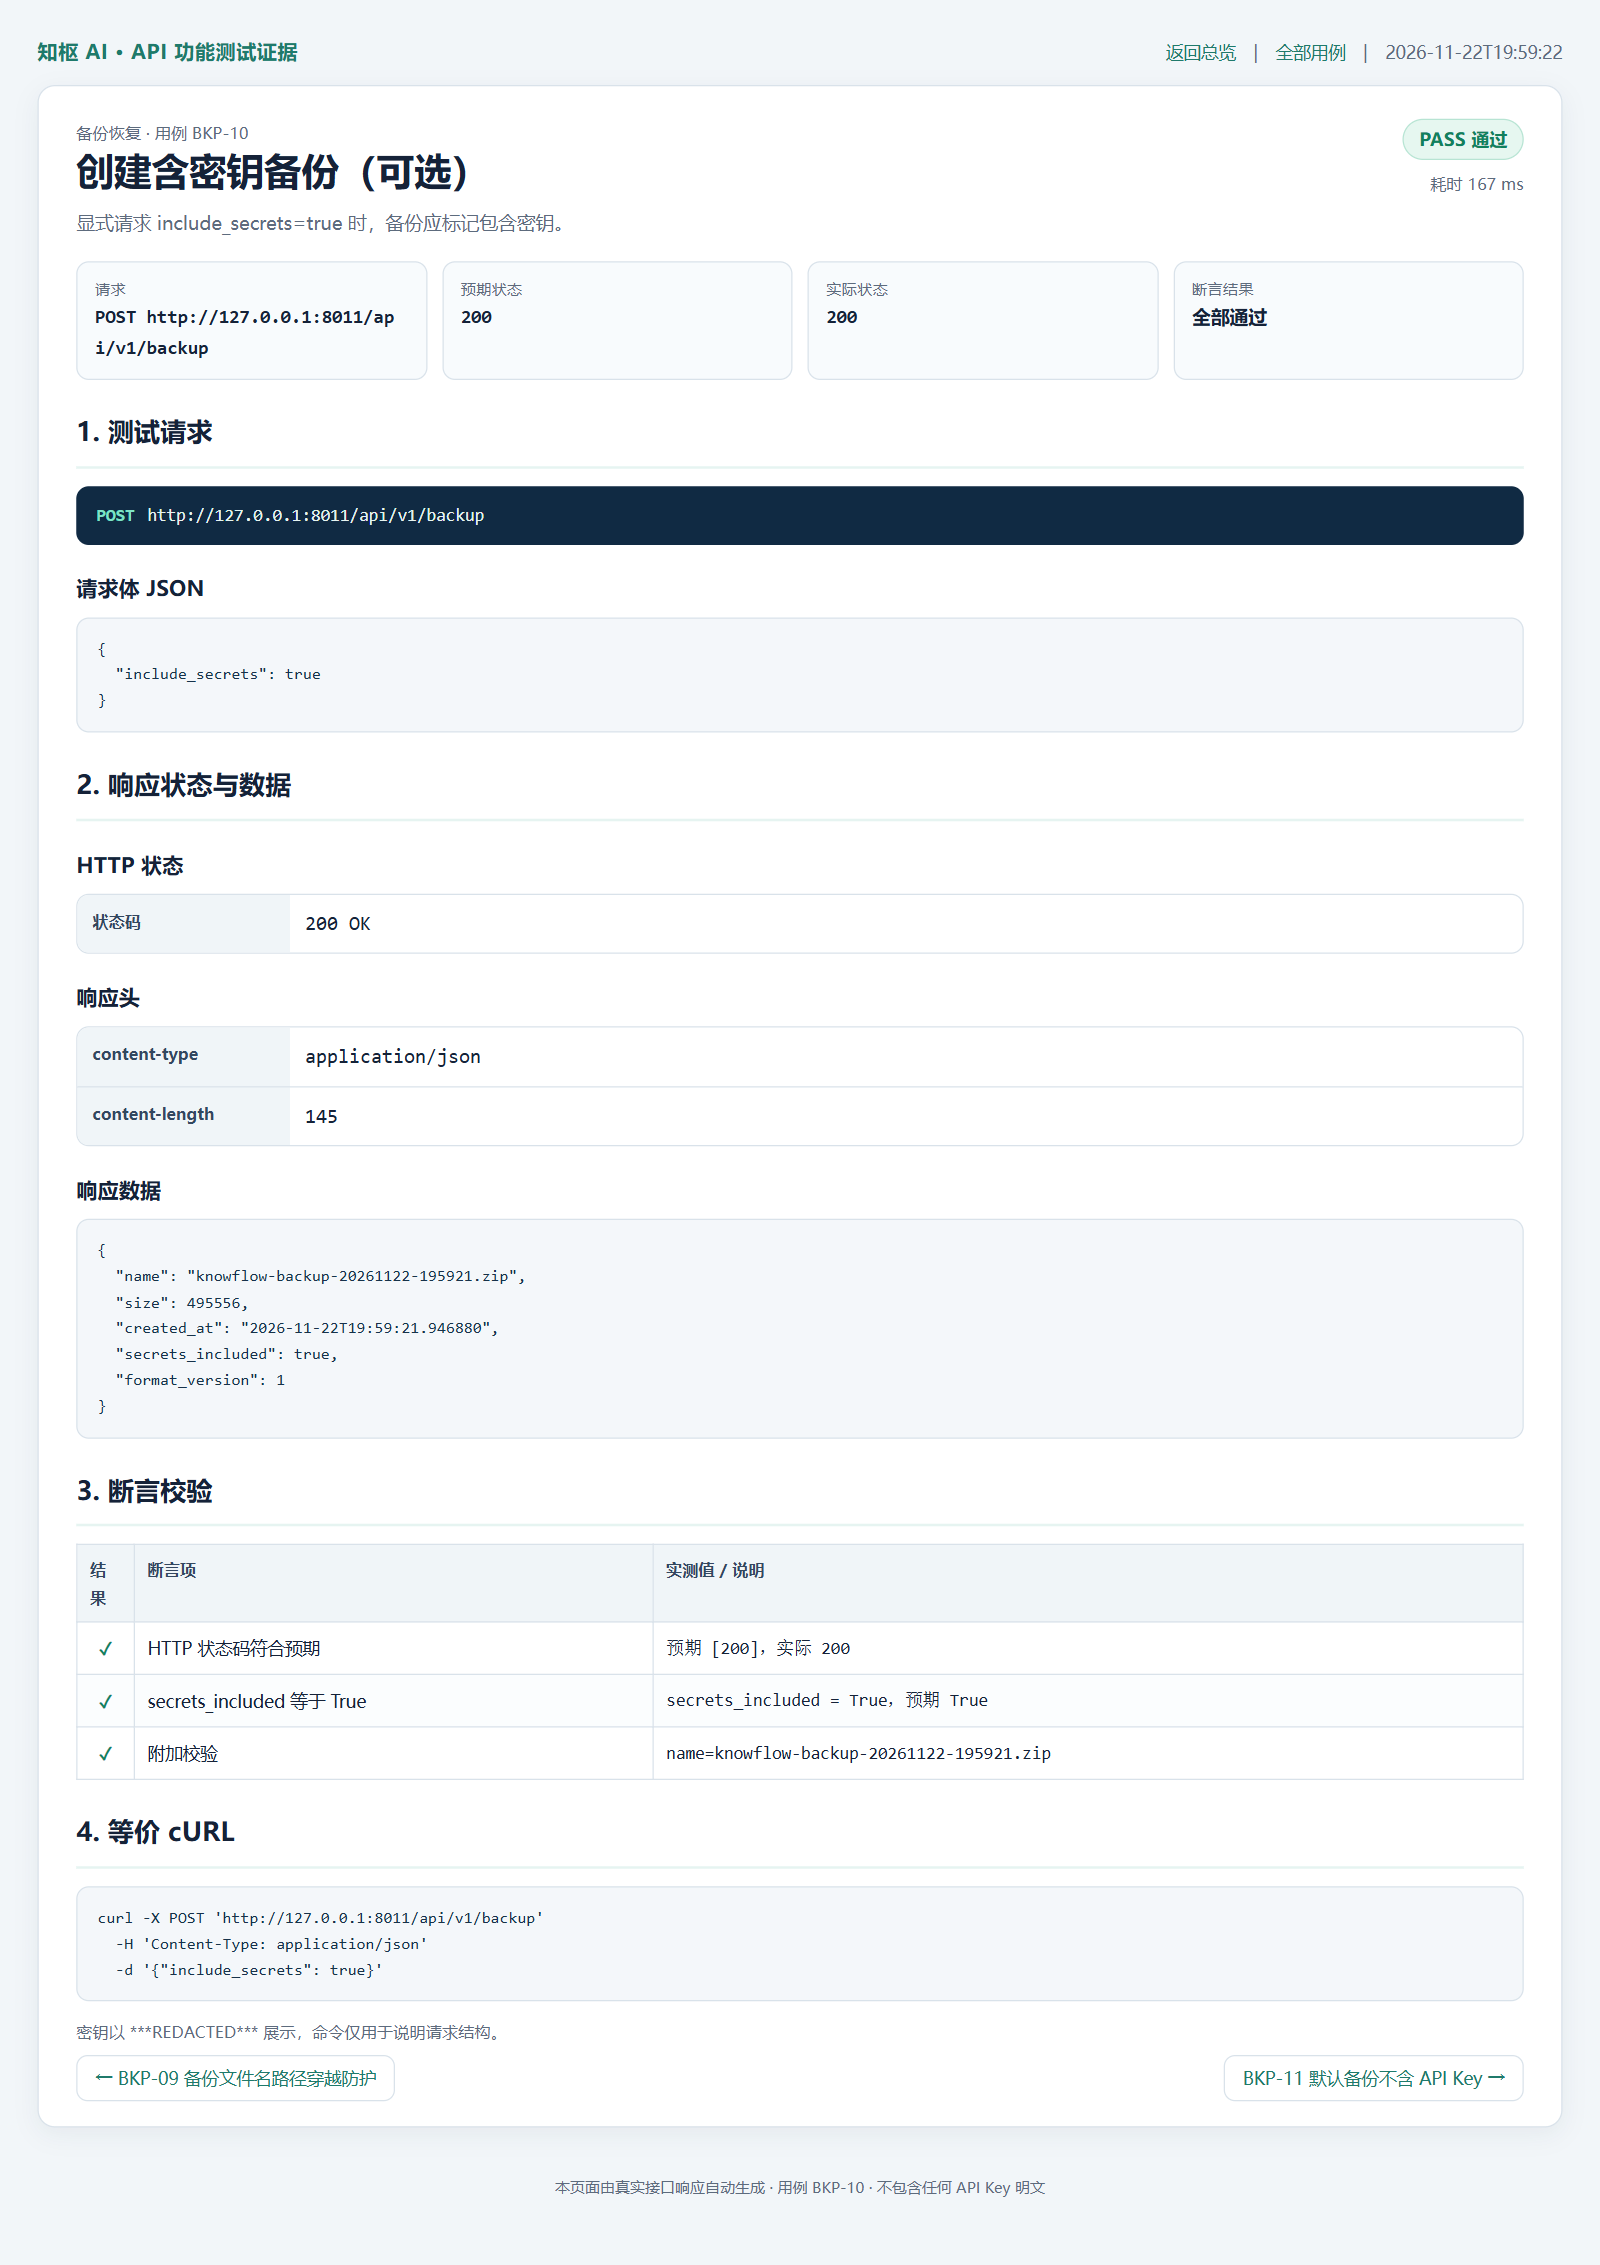 知枢 AI · API 功能测试证据
返回总览 | 全部用例 | 2026-11-22T19:59:22
备份恢复 · 用例 BKP-10
创建含密钥备份（可选）
PASS 通过
耗时 167 ms
显式请求 include_secrets=true 时，备份应标记包含密钥。
请求
POST http://127.0.0.1:8011/ap
i/v1/backup
预期状态
200
实际状态
200
断言结果
全部通过
1. 测试请求
POST http://127.0.0.1:8011/api/v1/backup
请求体 JSON
{
  "include_secrets": true
}
2. 响应状态与数据
HTTP 状态
状态码 200 OK
响应头
content-type application/json
content-length 145
响应数据
{
  "name": "knowflow-backup-20261122-195921.zip",
  "size": 495556,
  "created_at": "2026-11-22T19:59:21.946880",
  "secrets_included": true,
  "format_version": 1
}
3. 断言校验
结
果
断言项
实测值 / 说明
✓ HTTP 状态码符合预期 预期 [200]，实际 200
✓ secrets_included 等于 True secrets_included = True，预期 True
✓ 附加校验 name=knowflow-backup-20261122-195921.zip
4. 等价 cURL
curl -X POST 'http://127.0.0.1:8011/api/v1/backup'
  -H 'Content-Type: application/json'
  -d '{"include_secrets": true}'
密钥以 ***REDACTED*** 展示，命令仅用于说明请求结构。
← BKP-09 备份文件名路径穿越防护
BKP-11 默认备份不含 API Key →
本页面由真实接口响应自动生成 · 用例 BKP-10 · 不包含任何 API Key 明文